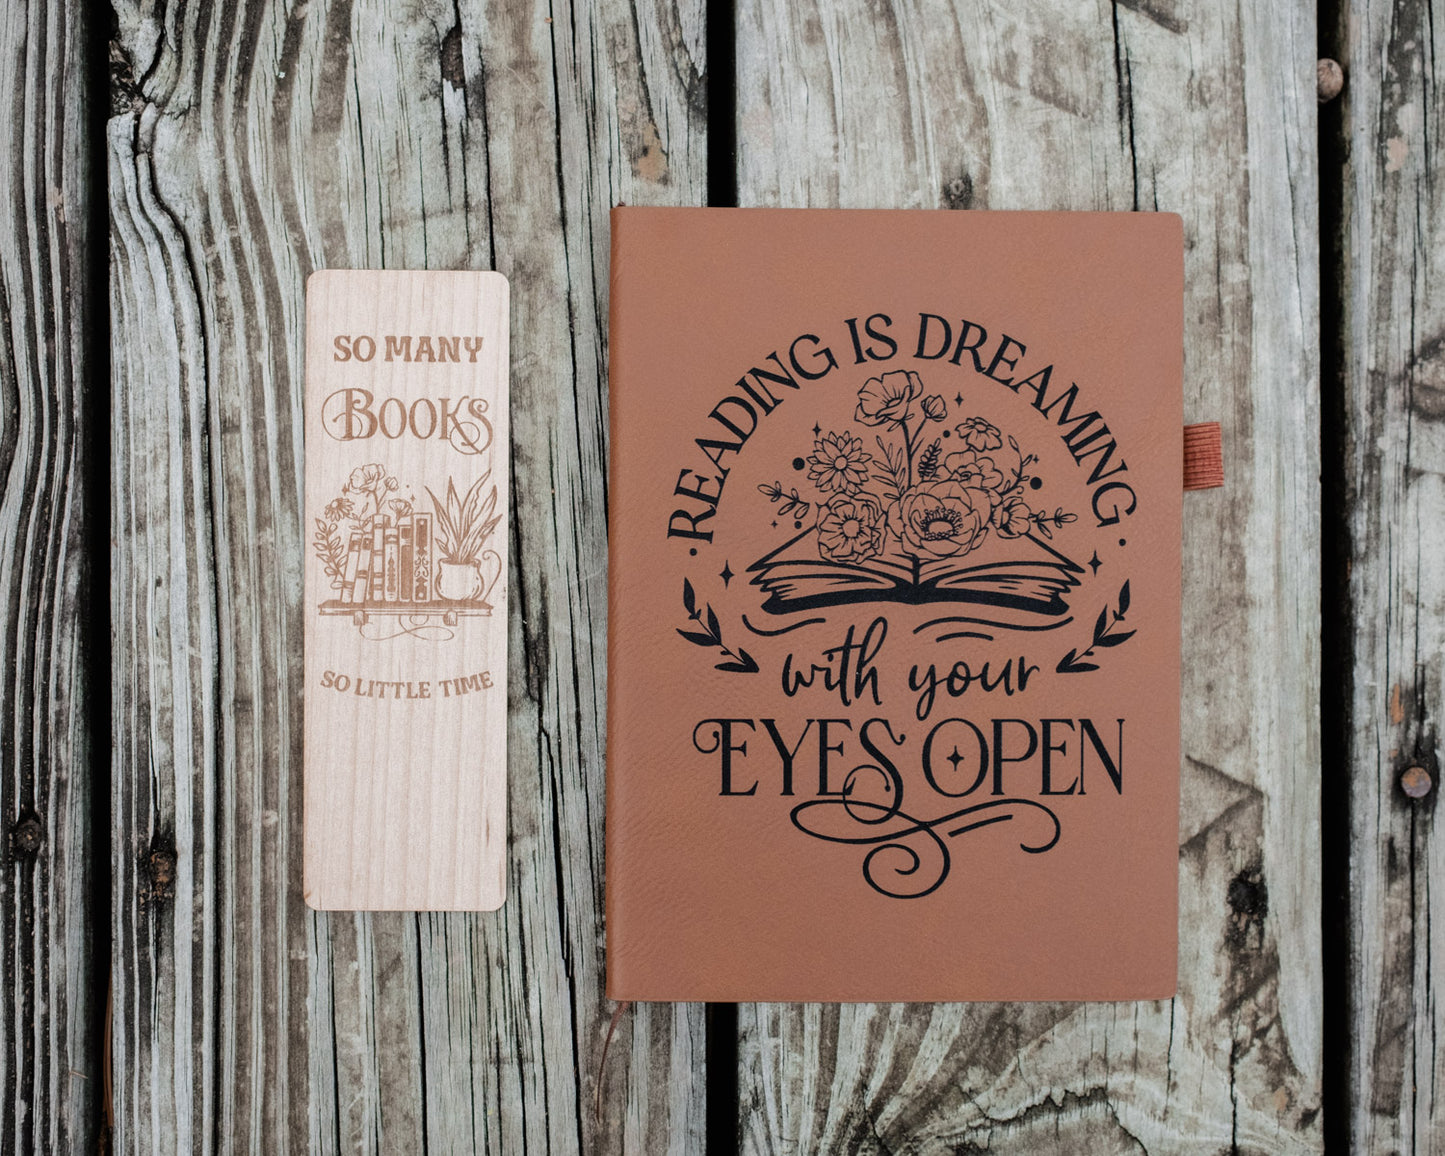 SO MANY
BOOKS
SO LITTLE TIME
·READING IS DREAMING·
with your
EYES OPEN